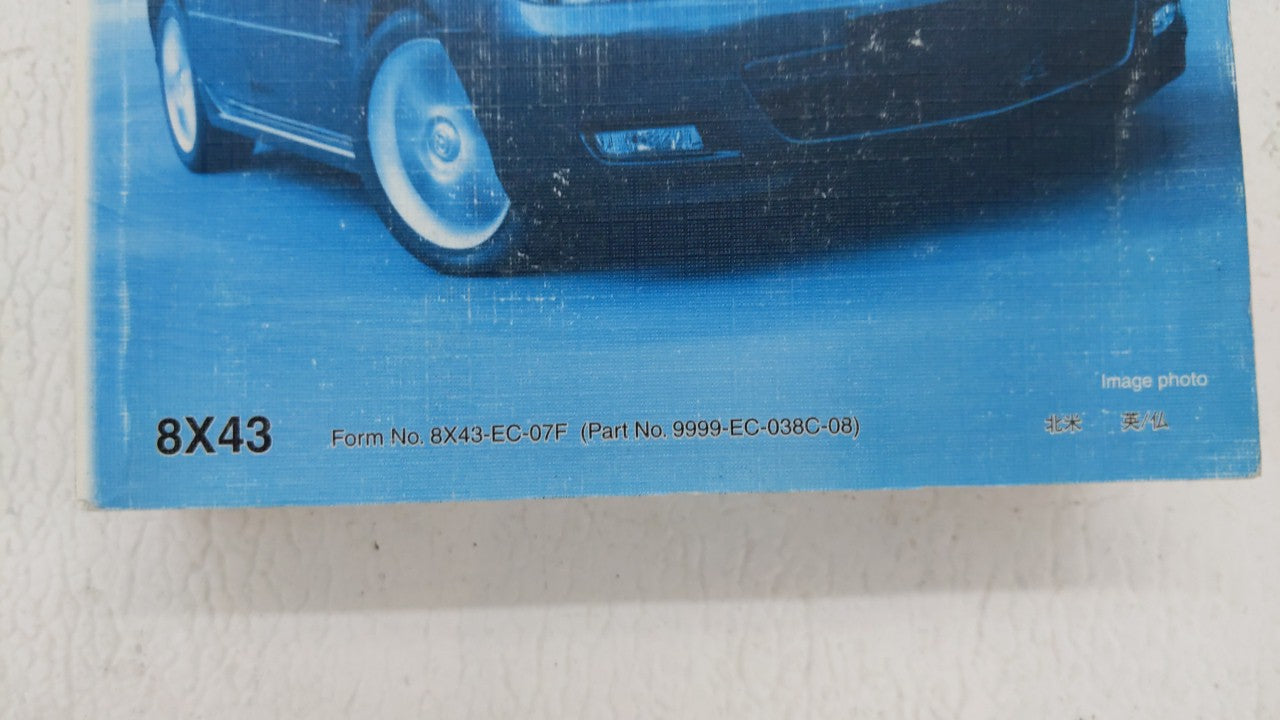 Image photo
8X43 Form No. 8X43-EC-07F (Part No. 9999-EC-038C-08) 北米 英/仏